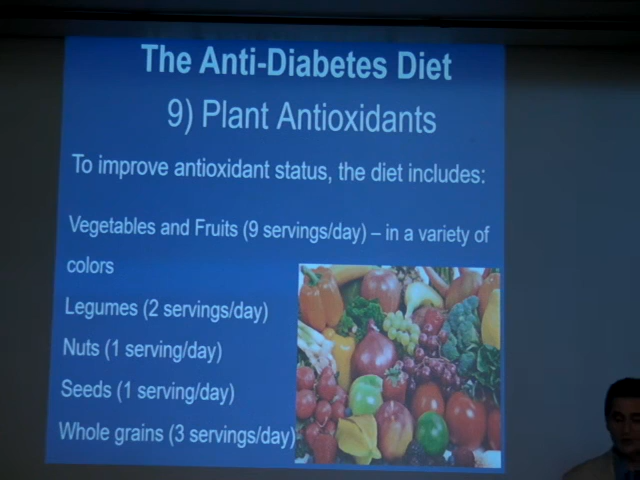 The Anti-Diabetes Diet
9) Plant Antioxidants
To improve antioxidant status, the diet includes:
Vegetables and Fruits (9 servings/day) – in a variety of
colors
Legumes (2 servings/day)
Nuts (1 serving/day)
Seeds (1 serving/day)
Whole grains (3 servings/day)